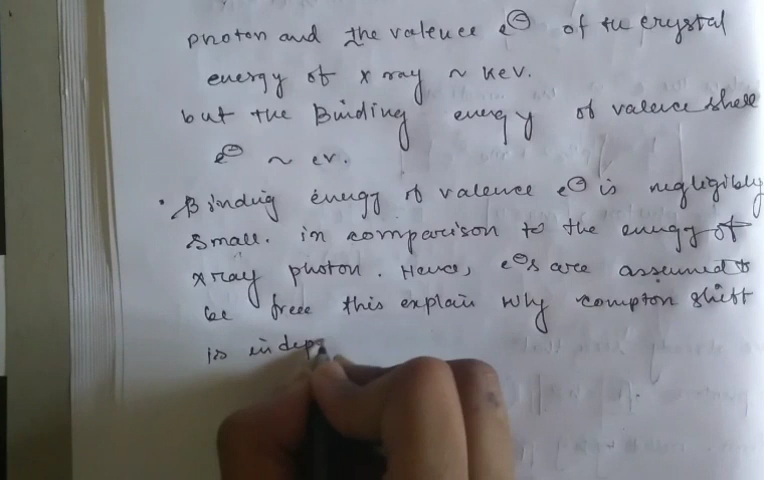 photon and the valence e⊖ of the crystal
energy of x ray ~ kev.
but the Binding energy of valence shell
e⊖ ~ ev.
• Binding energy of valence e⊖ is negligibly
small. in comparison to the energy of
x ray photon. Hence, e⊖s are assumed to
be free this explain why compton shift
is indep